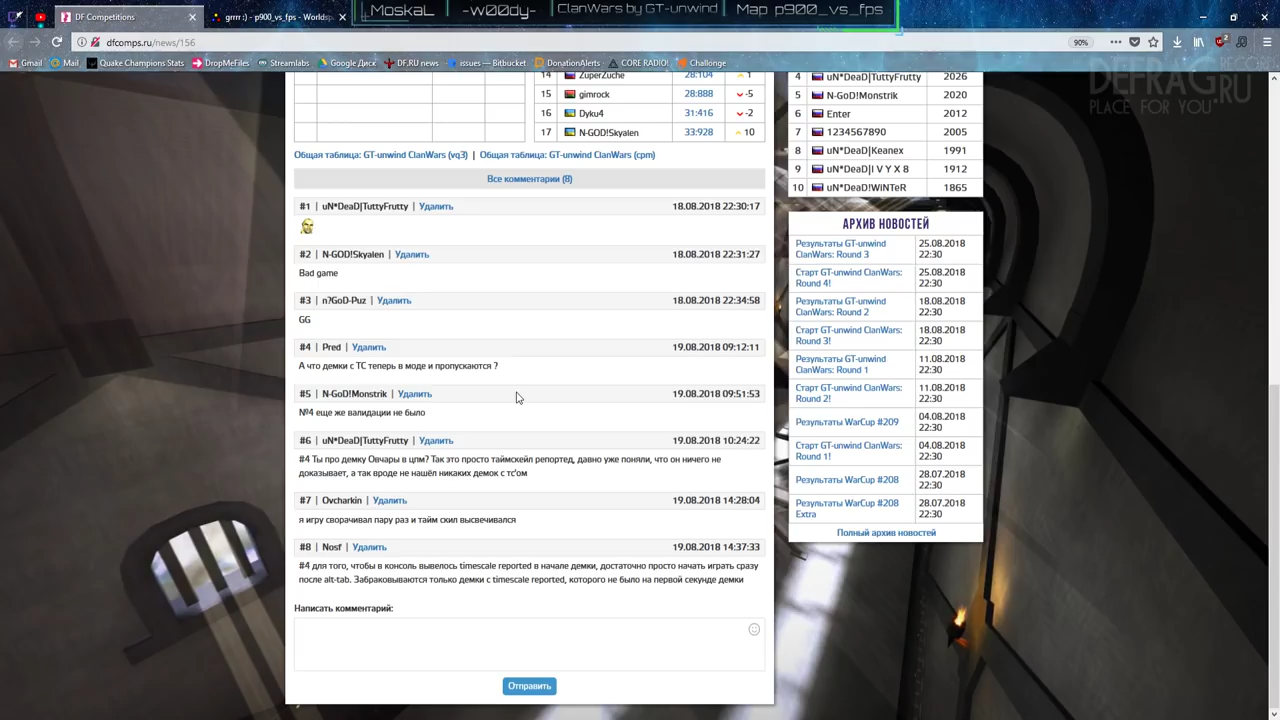 Moskal -w00dy- ClanWars by GT-unwind Map p900_vs_fps
DF Competitions
grrrr :) - p900_vs_fps - Worldsp
dfcomps.ru/news/156
90%
Gmail Mail Quake Champions Stats DropMeFiles Streamlabs Google Диск DF.RU news issues — Bitbucket DonationAlerts CORE RADIO! Challonge
DEFRAG.RU
PLACE FOR YOU
14 ZuperZuche 28:104 1
15 gimrock 28:888 -5
16 Dyku4 31:416 -2
17 N-GOD!Skyalen 33:928 10
Общая таблица: GT-unwind ClanWars (vq3) | Общая таблица: GT-unwind ClanWars (cpm)
Все комментарии (8)
#1 | uN*DeaD|TuttyFrutty | Удалить 18.08.2018 22:30:17
#2 | N-GOD!Skyalen | Удалить 18.08.2018 22:31:27
Bad game
#3 | n?GoD-Puz | Удалить 18.08.2018 22:34:58
GG
#4 | Pred | Удалить 19.08.2018 09:12:11
А что демки с ТС теперь в моде и пропускаются ?
#5 | N-GoD!Monstrik | Удалить 19.08.2018 09:51:53
№4 еще же валидации не было
#6 | uN*DeaD|TuttyFrutty | Удалить 19.08.2018 10:24:22
#4 Ты про демку Овчары в цпм? Так это просто таймскейл репортед, давно уже поняли, что он ничего не
доказывает, а так вроде не нашёл никаких демок с тс'ом
#7 | Ovcharkin | Удалить 19.08.2018 14:28:04
я игру сворачивал пару раз и тайм скил высвечивался
#8 | Nosf | Удалить 19.08.2018 14:37:33
#4 для того, чтобы в консоль вывелось timescale reported в начале демки, достаточно просто начать играть сразу
после alt-tab. Забраковываются только демки с timescale reported, которого не было на первой секунде демки
Написать комментарий:
Отправить
4 uN*DeaD|TuttyFrutty 2026
5 N-GoD!Monstrik 2020
6 Enter 2012
7 1234567890 2005
8 uN*DeaD|Keanex 1991
9 uN*DeaD|I V Y X 8 1912
10 uN*DeaD!WiNTeR 1865
АРХИВ НОВОСТЕЙ
Результаты GT-unwind 25.08.2018
ClanWars: Round 3 22:30
Старт GT-unwind ClanWars: 25.08.2018
Round 4! 22:30
Результаты GT-unwind 18.08.2018
ClanWars: Round 2 22:30
Старт GT-unwind ClanWars: 18.08.2018
Round 3! 22:30
Результаты GT-unwind 11.08.2018
ClanWars: Round 1 22:30
Старт GT-unwind ClanWars: 11.08.2018
Round 2! 22:30
Результаты WarCup #209 04.08.2018
22:30
Старт GT-unwind ClanWars: 04.08.2018
Round 1! 22:30
Результаты WarCup #208 28.07.2018
22:30
Результаты WarCup #208 28.07.2018
Extra 22:30
Полный архив новостей